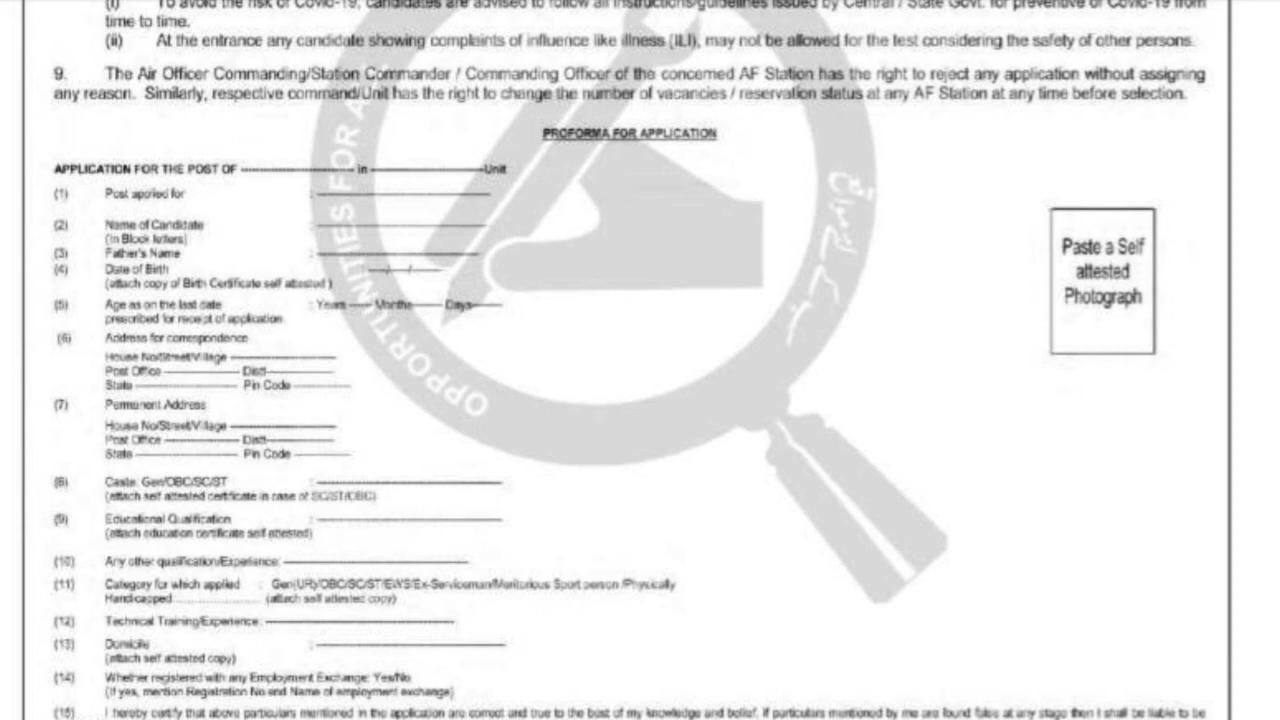 (i) To avoid the risk of Covid-19, candidates are advised to follow all instructions/guidelines issued by Central / State Govt. for preventive of Covid-19 from
time to time.
(ii) At the entrance any candidate showing complaints of influence like illness (ILI), may not be allowed for the test considering the safety of other persons.
9. The Air Officer Commanding/Station Commander / Commanding Officer of the concerned AF Station has the right to reject any application without assigning
any reason. Similarly, respective command/Unit has the right to change the number of vacancies / reservation status at any AF Station at any time before selection.
PROFORMA FOR APPLICATION
APPLICATION FOR THE POST OF ------------------------ In ------------------------Unit
(1) Post applied for : ------------------------
(2) Name of Candidate : ------------------------
(In Block letters)
(3) Father's Name : ------------------------
(4) Date of Birth ----/----/----
(attach copy of Birth Certificate self attested )
(5) Age as on the last date : Years ----- Months------ Days------
prescribed for receipt of application
(6) Address for correspondence
House No/Street/Village ------------------------
Post Office ---------------- Distt--------------
State ---------------------- Pin Code ------------
(7) Permanent Address
House No/Street/Village ------------------------
Post Office ---------------- Distt--------------
State ---------------------- Pin Code ------------
(8) Caste: Gen/OBC/SC/ST : ------------------------
(attach self attested certificate in case of SC/ST/OBC)
(9) Educational Qualification : ------------------------
(attach education certificate self attested)
(10) Any other qualification/Experience: ------------------------
(11) Category for which applied : Gen(UR)/OBC/SC/ST/EWS/Ex-Serviceman/Meritorious Sport person /Physically
Handicapped...................... (attach self attested copy)
(12) Technical Training/Experience: ------------------------
(13) Domicile : ------------------------
(attach self attested copy)
(14) Whether registered with any Employment Exchange: Yes/No
(If yes, mention Registration No and Name of employment exchange)
(15) I hereby certify that above particulars mentioned in the application are correct and true to the best of my knowledge and belief. If particulars mentioned by me are found false at any stage then I shall be liable to be
Paste a Self
attested
Photograph
OPPORTUNITIES FOR A